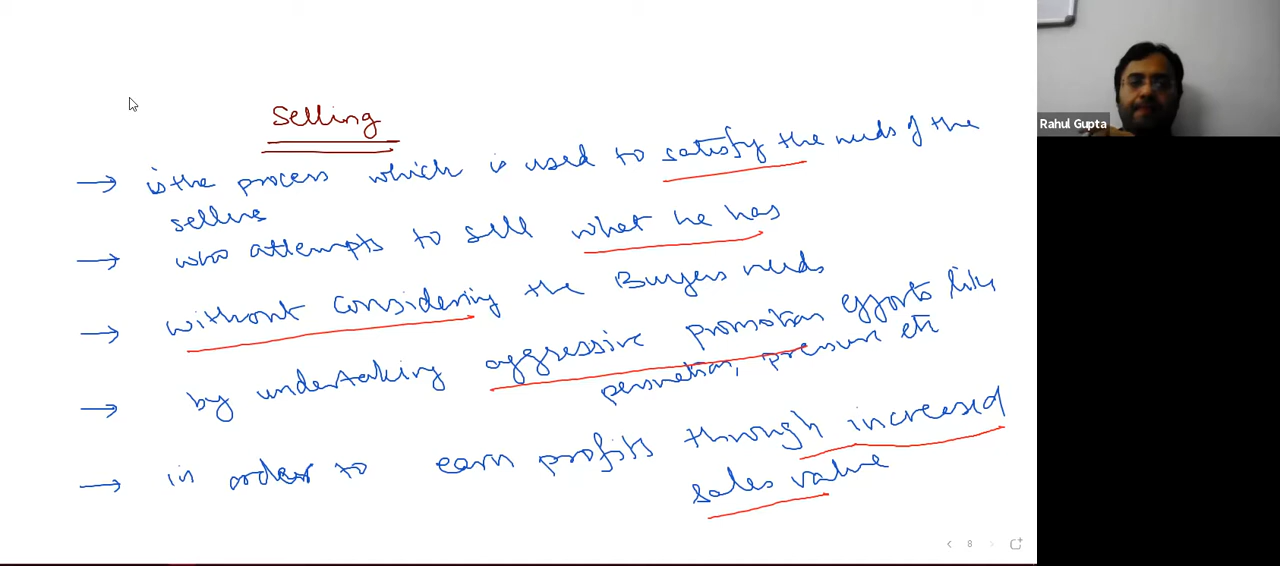 Selling
→ is the process which is used to satisfy the needs of the
sellers
→ who attempts to sell what he has
→ without considering the Buyers needs
→ by undertaking aggressive promotion efforts like
persuation, pressure etc
→ in order to earn profits through increased
sales value
Rahul Gupta
8